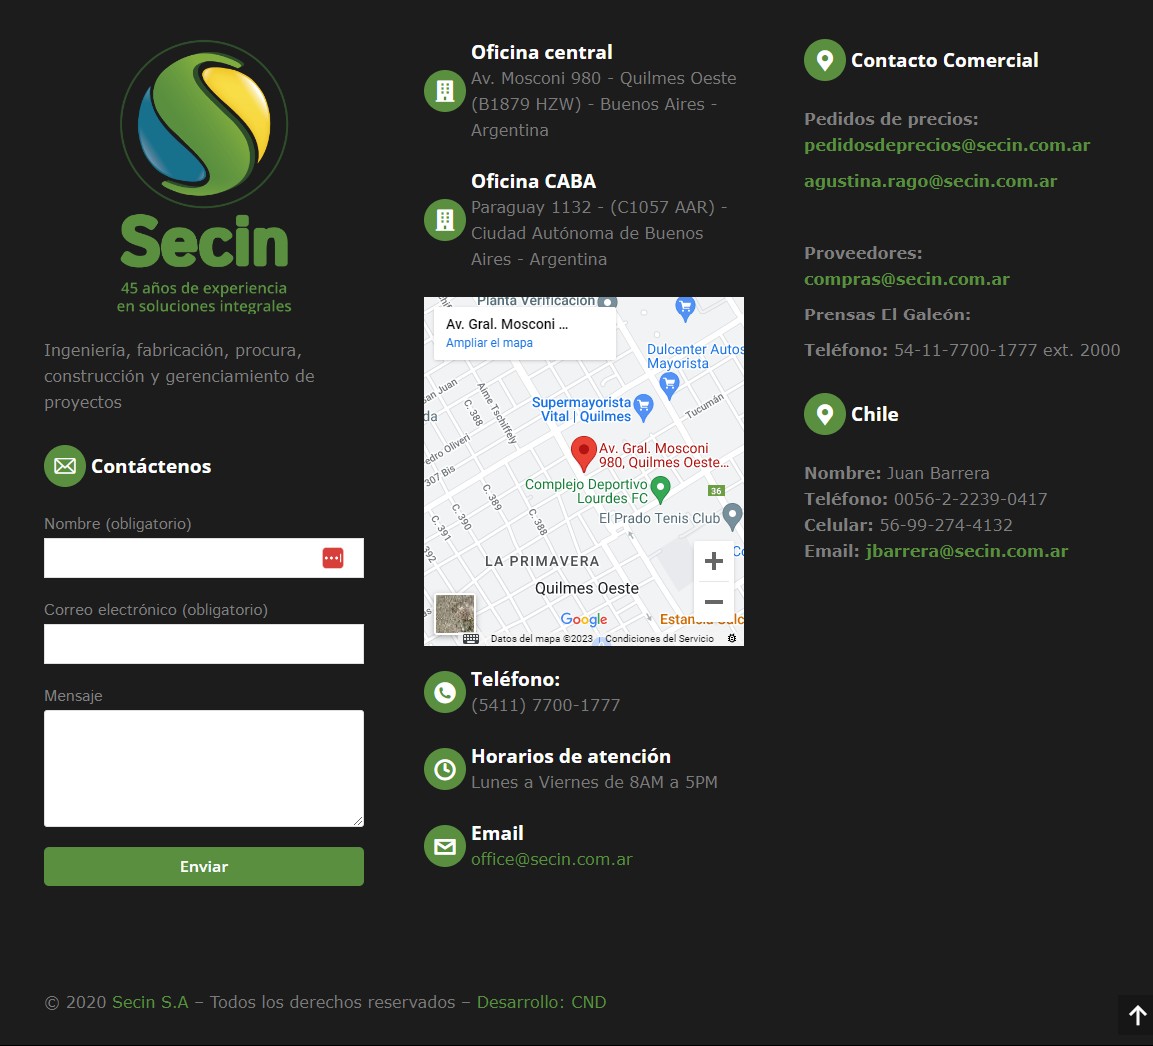 Secin
45 años de experiencia
en soluciones integrales
Ingeniería, fabricación, procura,
construcción y gerenciamiento de
proyectos
Contáctenos
Nombre (obligatorio)
Correo electrónico (obligatorio)
Mensaje
Enviar
Oficina central
Av. Mosconi 980 - Quilmes Oeste
(B1879 HZW) - Buenos Aires -
Argentina
Oficina CABA
Paraguay 1132 - (C1057 AAR) -
Ciudad Autónoma de Buenos
Aires - Argentina
Planta Verificación
Av. Gral. Mosconi ...
Ampliar el mapa
Dulcenter Autos
Mayorista
San Juan
Aime Tschiffely
C. 388
Supermayorista
Vital | Quilmes
Tucumán
da
edro Oliveri
307 Bis
Av. Gral. Mosconi
980, Quilmes Oeste...
Complejo Deportivo
Lourdes FC
36
C. 389
C. 390
C. 388
C. 391
392
El Prado Tenis Club
LA PRIMAVERA
Co
Quilmes Oeste
Google
Estancia Dulc
Datos del mapa ©2023
Condiciones del Servicio
Teléfono:
(5411) 7700-1777
Horarios de atención
Lunes a Viernes de 8AM a 5PM
Email
office@secin.com.ar
Contacto Comercial
Pedidos de precios:
pedidosdeprecios@secin.com.ar
agustina.rago@secin.com.ar
Proveedores:
compras@secin.com.ar
Prensas El Galeón:
Teléfono: 54-11-7700-1777 ext. 2000
Chile
Nombre: Juan Barrera
Teléfono: 0056-2-2239-0417
Celular: 56-99-274-4132
Email: jbarrera@secin.com.ar
© 2020 Secin S.A – Todos los derechos reservados – Desarrollo: CND